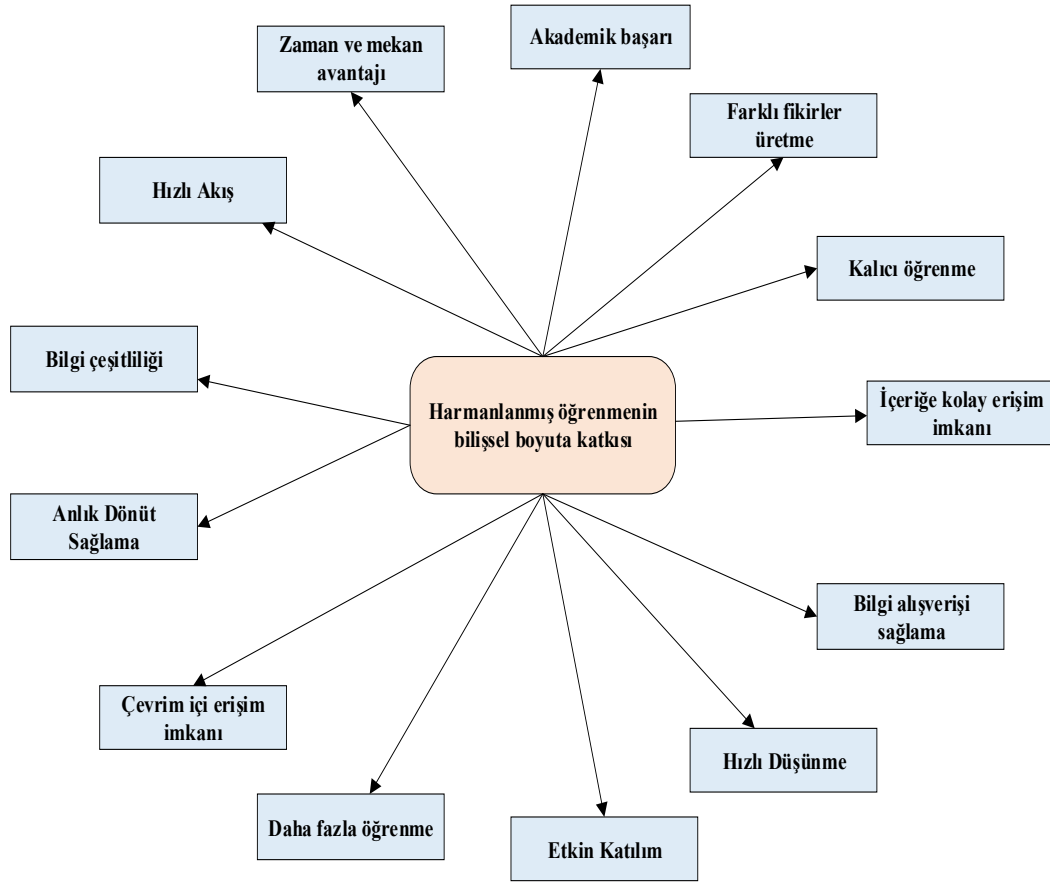 Akademik başarı
Zaman ve mekan
avantajı
Farklı fikirler
üretme
Hızlı Akış
Kalıcı öğrenme
Bilgi çeşitliliği
Harmanlanmış öğrenmenin
bilişsel boyuta katkısı
İçeriğe kolay erişim
imkanı
Anlık Dönüt
Sağlama
Bilgi alışverişi
sağlama
Çevrim içi erişim
imkanı
Hızlı Düşünme
Daha fazla öğrenme
Etkin Katılım